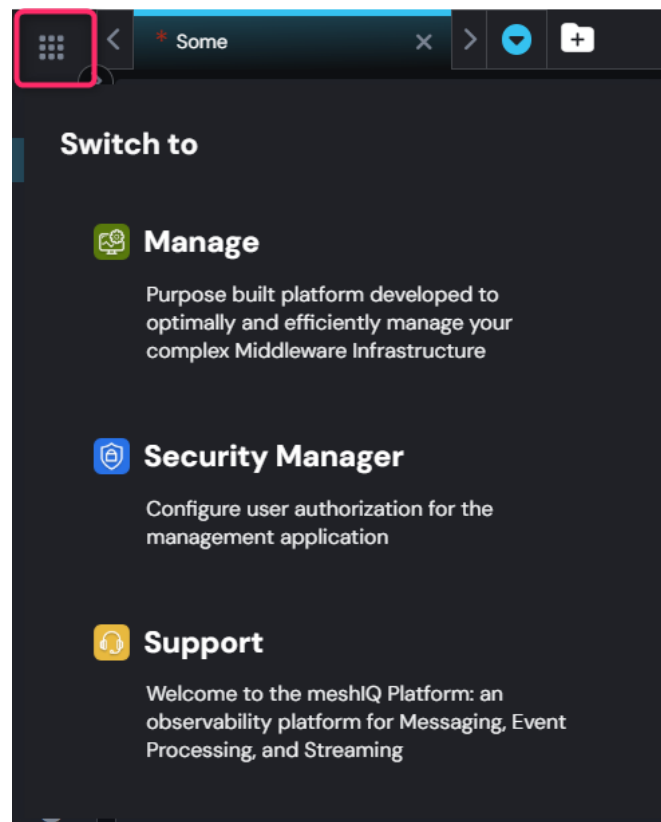 * Some
Switch to
Manage
Purpose built platform developed to
optimally and efficiently manage your
complex Middleware Infrastructure
Security Manager
Configure user authorization for the
management application
Support
Welcome to the meshIQ Platform: an
observability platform for Messaging, Event
Processing, and Streaming